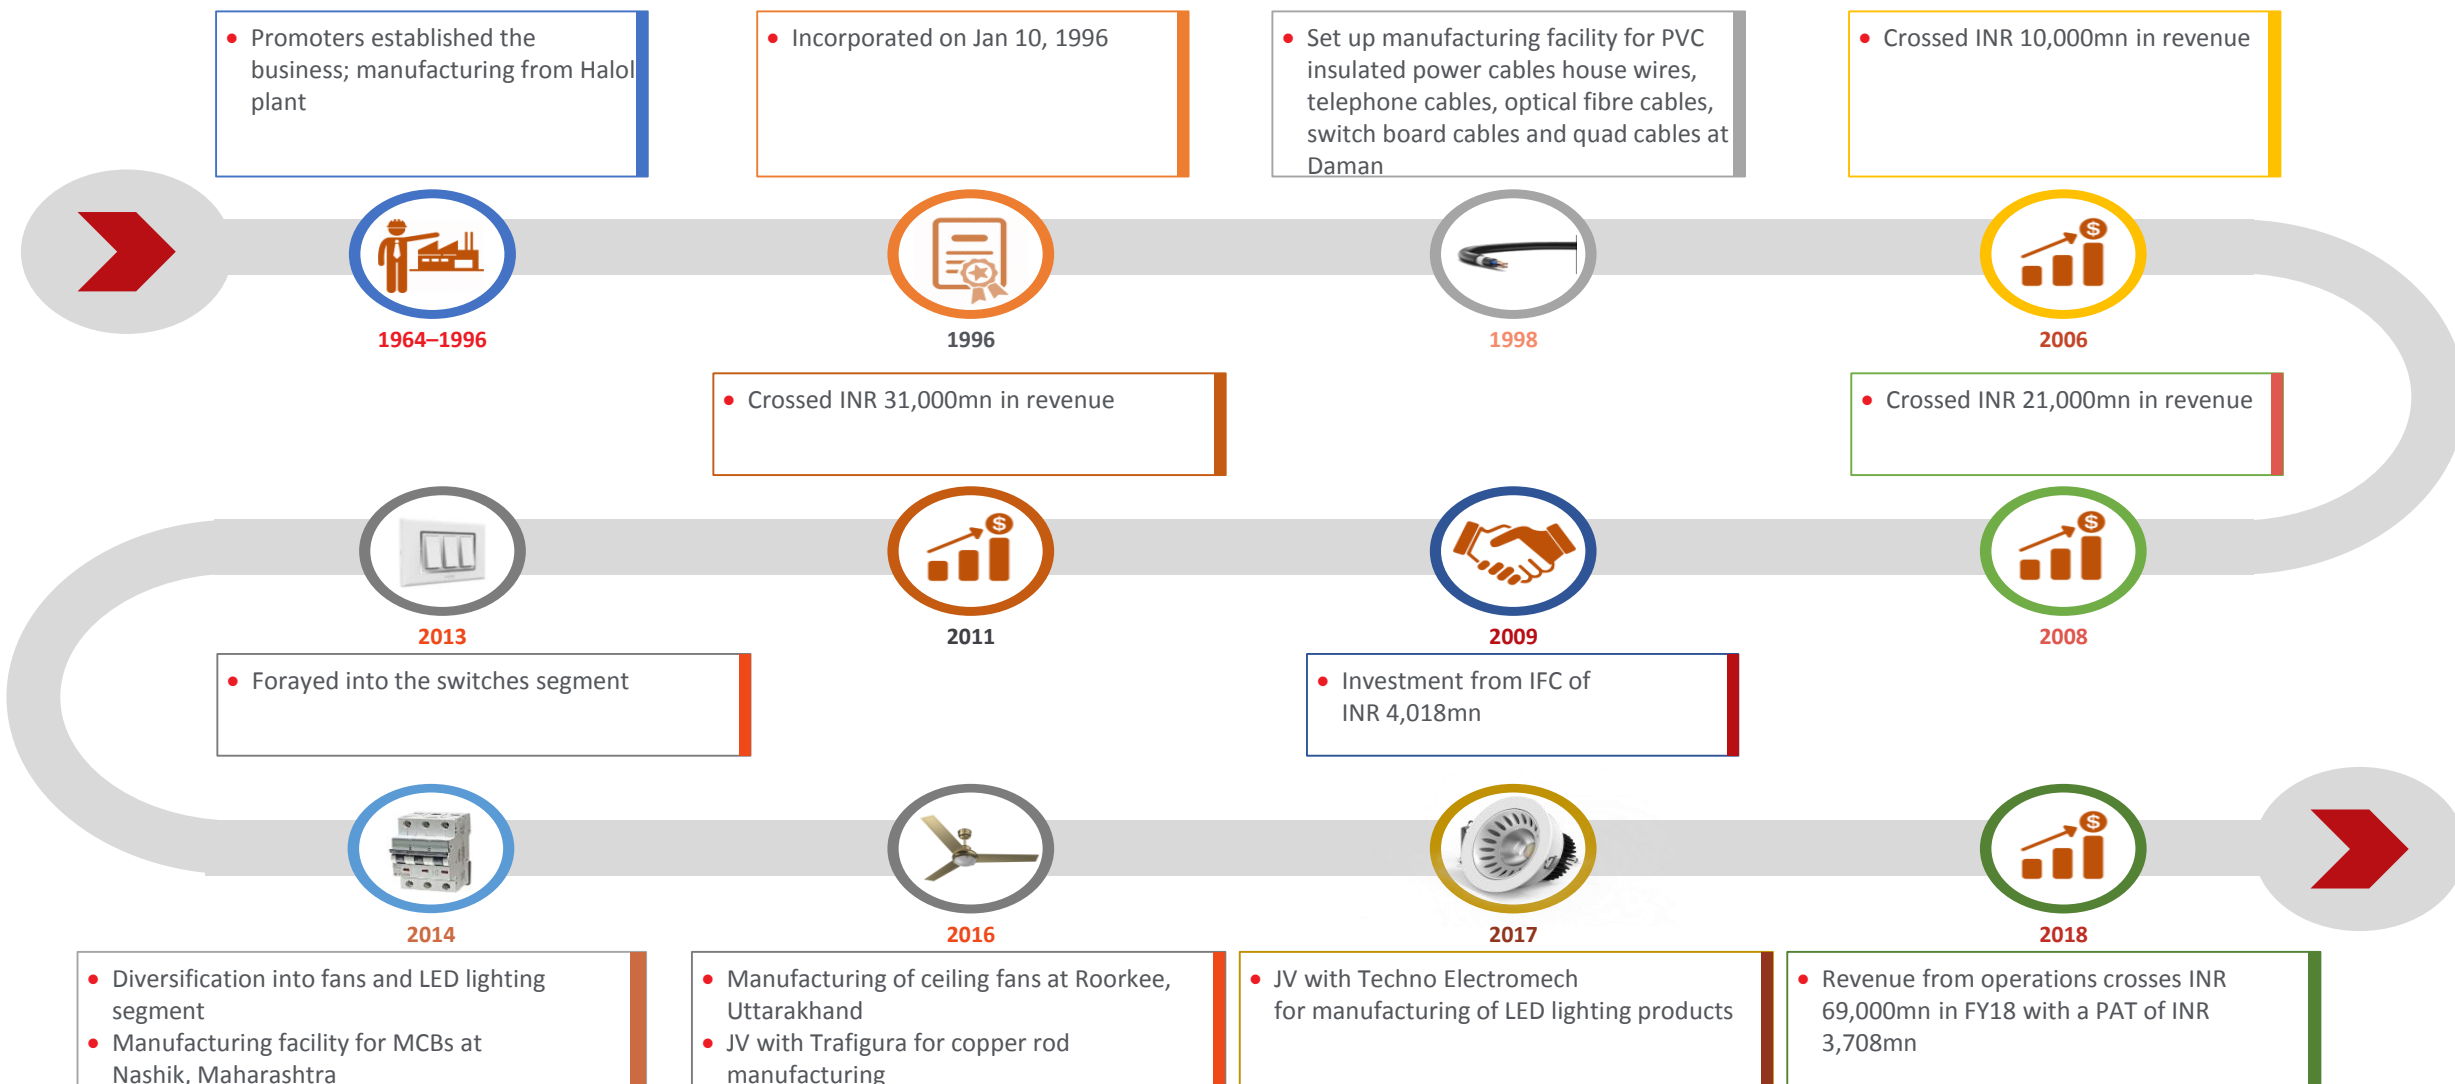 • Promoters established the
business; manufacturing from Halol
plant
• Incorporated on Jan 10, 1996
• Set up manufacturing facility for PVC
insulated power cables house wires,
telephone cables, optical fibre cables,
switch board cables and quad cables at
Daman
• Crossed INR 10,000mn in revenue
1964–1996
1996
1998
2006
• Crossed INR 31,000mn in revenue
• Crossed INR 21,000mn in revenue
2013
2011
2009
2008
• Forayed into the switches segment
• Investment from IFC of
INR 4,018mn
2014
2016
2017
2018
• Diversification into fans and LED lighting
segment
• Manufacturing facility for MCBs at
Nashik, Maharashtra
• Manufacturing of ceiling fans at Roorkee,
Uttarakhand
• JV with Trafigura for copper rod
manufacturing
• JV with Techno Electromech
for manufacturing of LED lighting products
• Revenue from operations crosses INR
69,000mn in FY18 with a PAT of INR
3,708mn